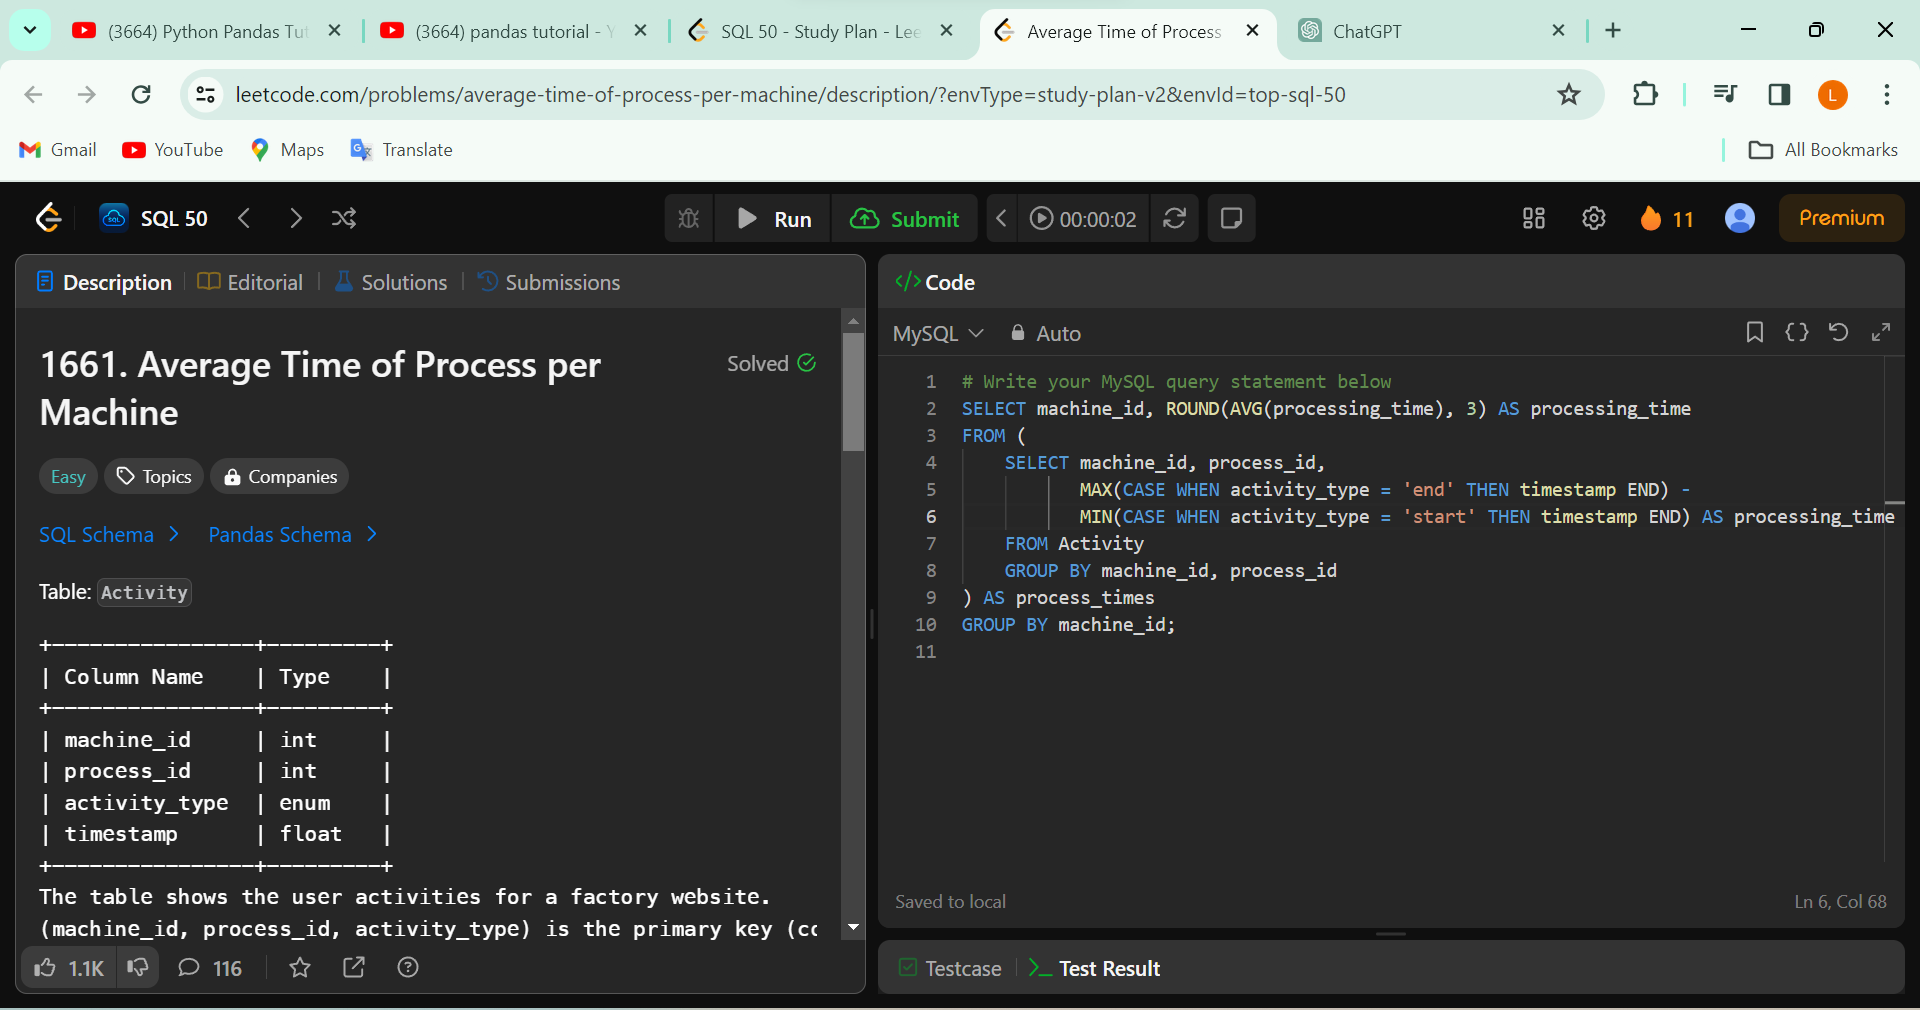 (3664) Python Pandas Tut
(3664) pandas tutorial - Y
SQL 50 - Study Plan - Lee
Average Time of Process
ChatGPT
leetcode.com/problems/average-time-of-process-per-machine/description/?envType=study-plan-v2&envId=top-sql-50
L
Gmail
YouTube
Maps
Translate
All Bookmarks
SQL 50
Run
Submit
00:00:02
11
Premium
Description
Editorial
Solutions
Submissions
</> Code
1661. Average Time of Process per
Machine
Solved
Easy
Topics
Companies
SQL Schema >
Pandas Schema >
Table: Activity
+----------------+---------+
| Column Name    | Type    |
+----------------+---------+
| machine_id     | int     |
| process_id     | int     |
| activity_type  | enum    |
| timestamp      | float   |
+----------------+---------+
The table shows the user activities for a factory website.
(machine_id, process_id, activity_type) is the primary key (co
1.1K
116
MySQL
Auto
1 # Write your MySQL query statement below
2 SELECT machine_id, ROUND(AVG(processing_time), 3) AS processing_time
3 FROM (
4     SELECT machine_id, process_id,
5            MAX(CASE WHEN activity_type = 'end' THEN timestamp END) -
6            MIN(CASE WHEN activity_type = 'start' THEN timestamp END) AS processing_time
7     FROM Activity
8     GROUP BY machine_id, process_id
9 ) AS process_times
10 GROUP BY machine_id;
11
Saved to local
Ln 6, Col 68
Testcase
Test Result